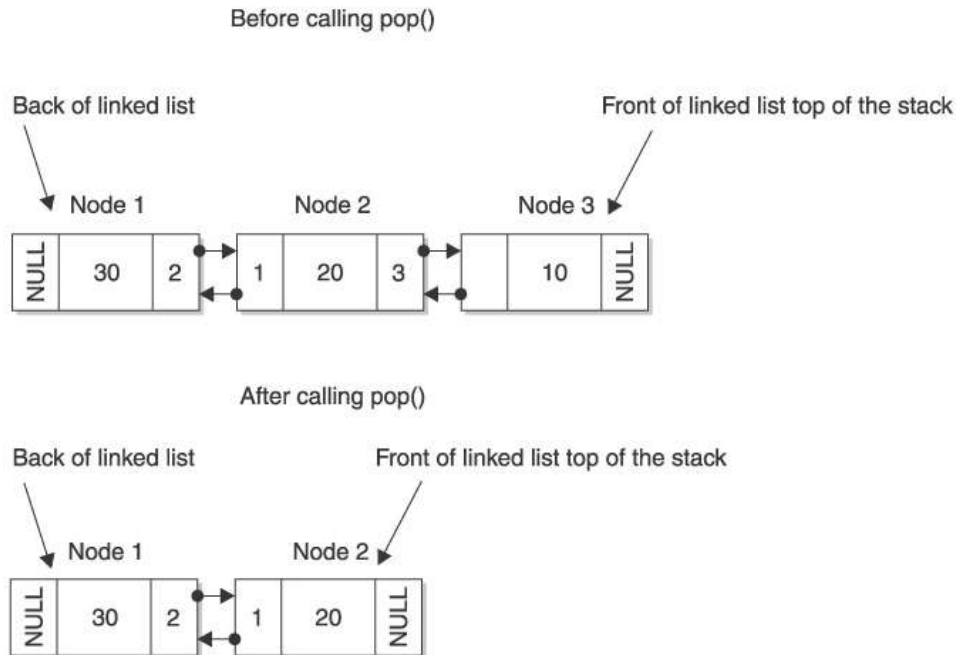 Before calling pop()
Back of linked list Front of linked list top of the stack
Node 1 Node 2 Node 3
NULL 30 2 1 20 3 10 NULL
After calling pop()
Back of linked list Front of linked list top of the stack
Node 1 Node 2
NULL 30 2 1 20 NULL